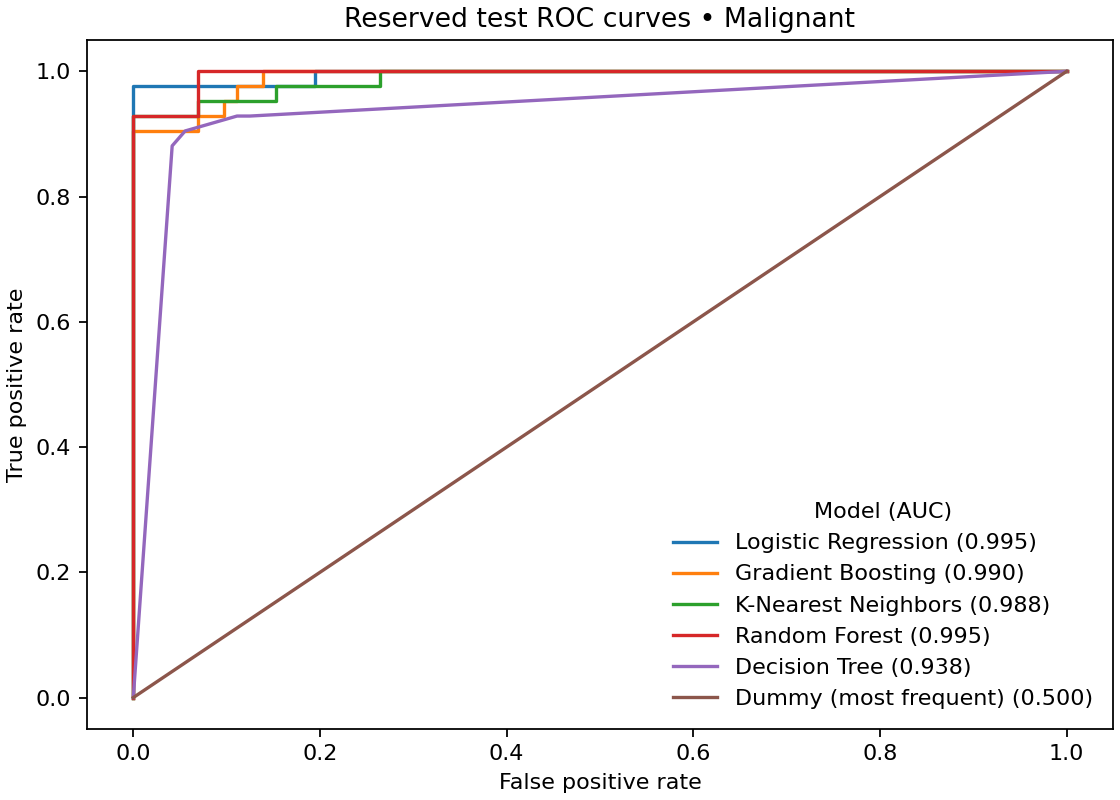 Reserved test ROC curves • Malignant
1.0
0.8
0.6
0.4
0.2
0.0
True positive rate
Model (AUC)
Logistic Regression (0.995)
Gradient Boosting (0.990)
K-Nearest Neighbors (0.988)
Random Forest (0.995)
Decision Tree (0.938)
Dummy (most frequent) (0.500)
0.0 0.2 0.4 0.6 0.8 1.0
False positive rate